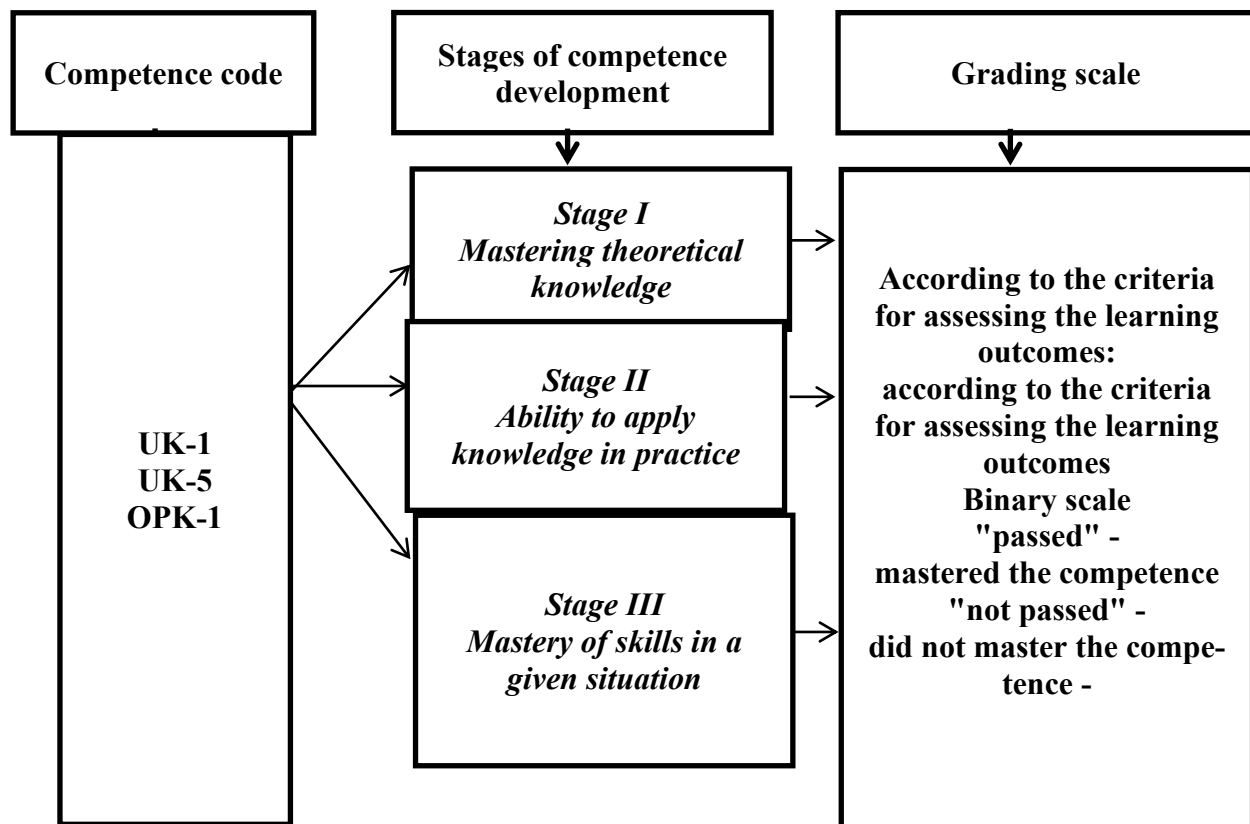 Competence code
Stages of competence
development
Grading scale
UK-1
UK-5
OPK-1
Stage I
Mastering theoretical
knowledge
Stage II
Ability to apply
knowledge in practice
Stage III
Mastery of skills in a
given situation
According to the criteria
for assessing the learning
outcomes:
according to the criteria
for assessing the learning
outcomes
Binary scale
"passed" -
mastered the competence
"not passed" -
did not master the compe-
tence -